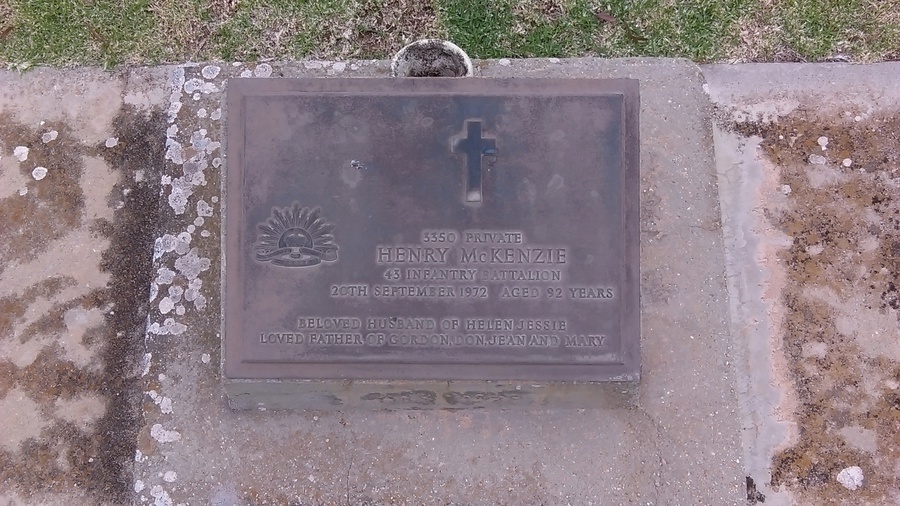 3350 PRIVATE
HENRY McKENZIE
43 INFANTRY BATTALION
20TH SEPTEMBER 1972 AGED 92 YEARS
BELOVED HUSBAND OF HELEN JESSIE
LOVED FATHER OF GORDON, DON, JEAN AND MARY